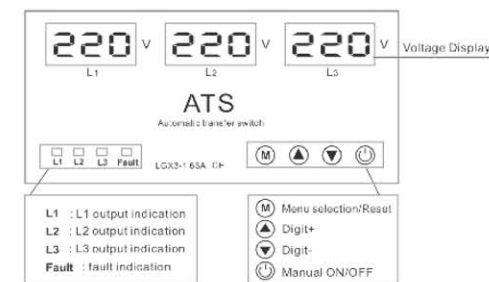 220 V 220 V 220 V
Voltage Display
L1 L2 L3
ATS
Automatic transfer switch
L1 L2 L3 Fault
LGX3-1 63A CE
M
L1 : L1 output indication
L2 : L2 output indication
L3 : L3 output indication
Fault : fault indication
M Menu selection/Reset
Digit+
Digit-
Manual ON/OFF